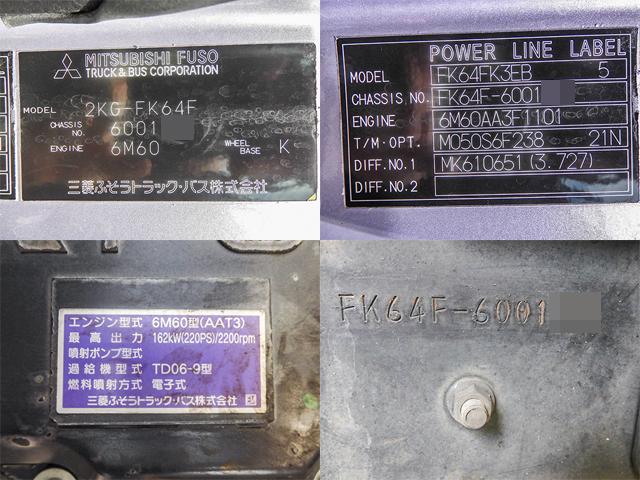 MITSUBISHI FUSO
TRUCK & BUS CORPORATION
MODEL 2KG-FK64F
CHASSIS NO. 6001
ENGINE 6M60 WHEEL BASE K
三菱ふそうトラック・バス株式会社
POWER LINE LABEL
MODEL FK64FK3EB 5
CHASSIS NO. FK64F-6001
ENGINE 6M60AA3F1101
T/M・OPT. M050S6F238 21N
DIFF.NO.1 MK610651(3.727)
DIFF.NO.2
エンジン型式 6M60型(AAT3)
最高出力 162kW(220PS)/2200rpm
噴射ポンプ型式
過給機型式 TD06-9型
燃料噴射方式 電子式
三菱ふそうトラック・バス株式会社
FK64F-6001